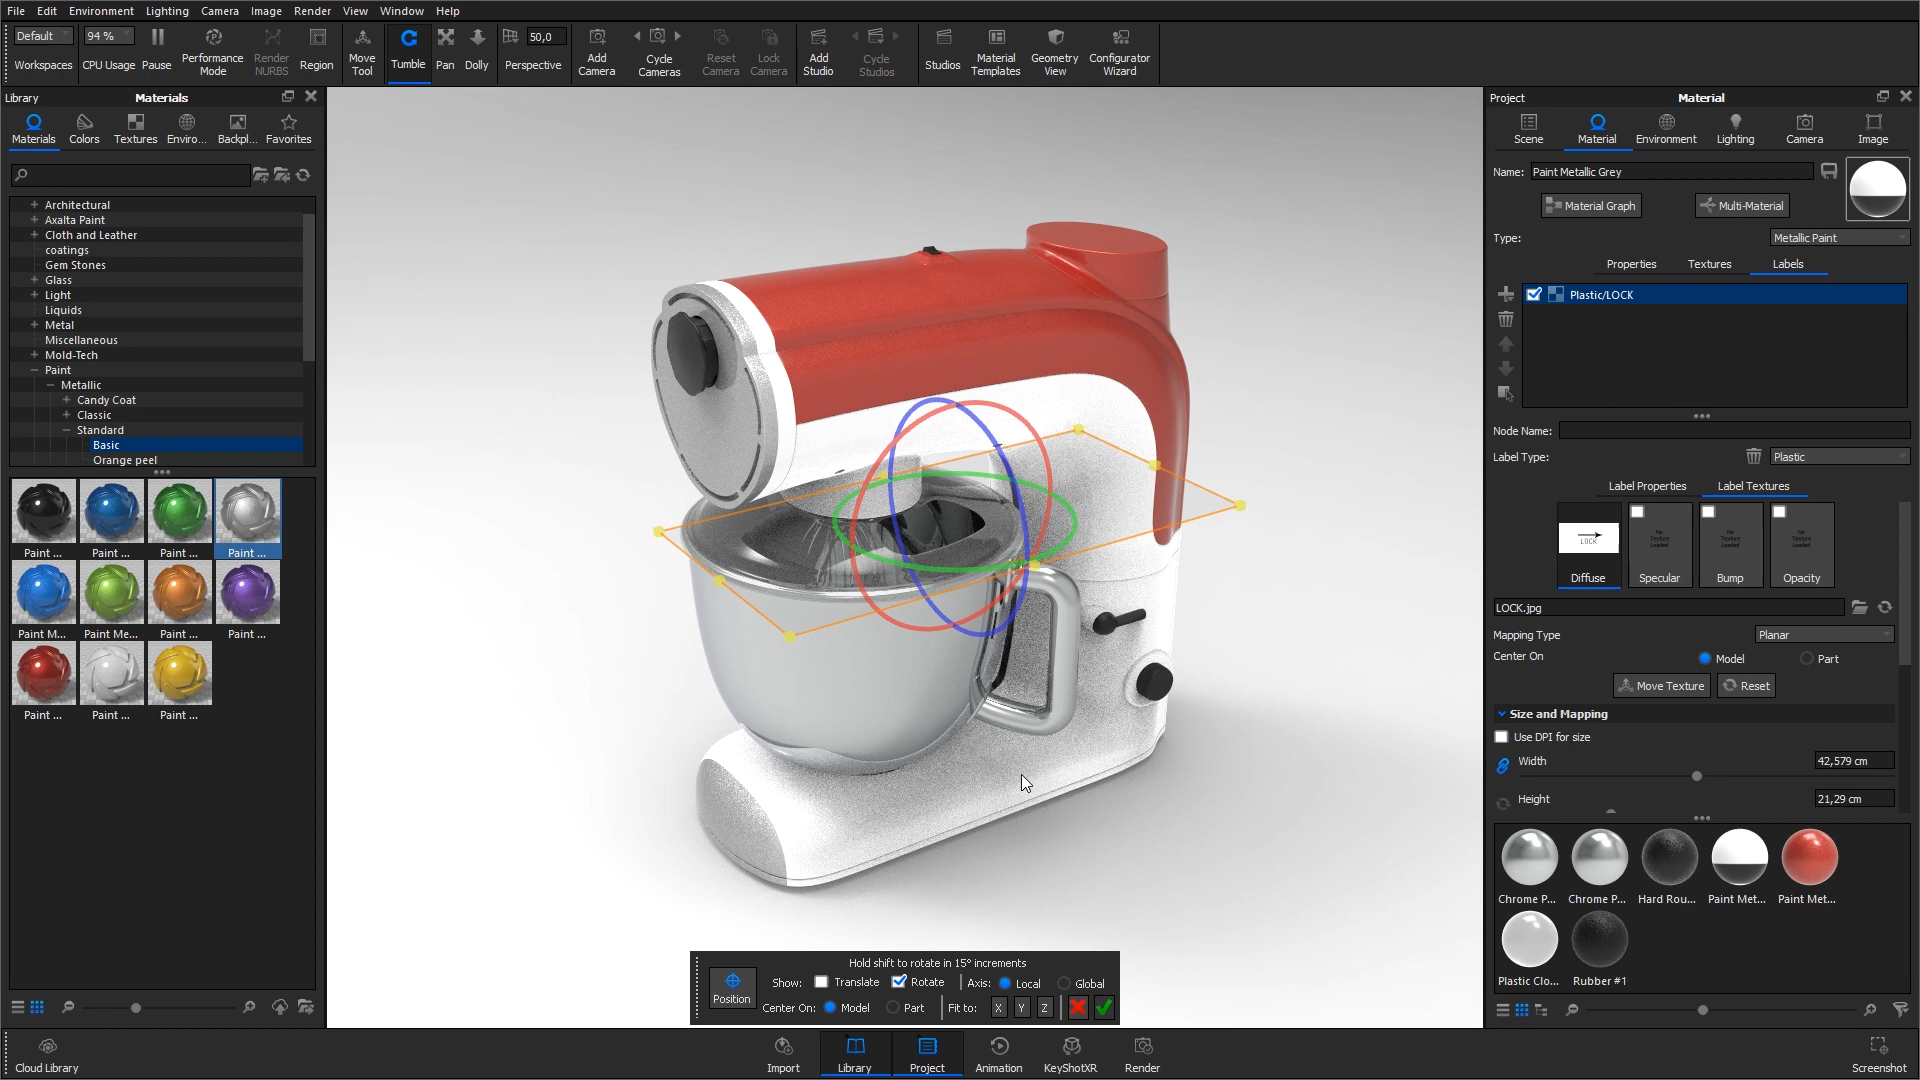 File Edit Environment Lighting Camera Image Render View Window Help
Default 94 % 50,0
Workspaces CPU Usage Pause Performance Mode Render NURBS Region Move Tool Tumble Pan Dolly Perspective Add Camera Cycle Cameras Reset Camera Lock Camera Add Studio Cycle Studios Studios Material Templates Geometry View Configurator Wizard
Library Materials
Materials Colors Textures Enviro... Backpl... Favorites
Architectural
Axalta Paint
Cloth and Leather
coatings
Gem Stones
Glass
Light
Liquids
Metal
Miscellaneous
Mold-Tech
Paint
Metallic
Candy Coat
Classic
Standard
Basic
Orange peel
Paint ... Paint ... Paint ... Paint ...
Paint M... Paint Me... Paint ... Paint ...
Paint ... Paint ... Paint ...
Hold shift to rotate in 15° increments
Position
Show: Translate Rotate Axis: Local Global
Center On: Model Part Fit to: X Y Z
Project Material
Scene Material Environment Lighting Camera Image
Name: Paint Metallic Grey
Material Graph Multi-Material
Type: Metallic Paint
Properties Textures Labels
Plastic/LOCK
Node Name:
Label Type: Plastic
Label Properties Label Textures
LOCK
No Texture Loaded No Texture Loaded No Texture Loaded
Diffuse Specular Bump Opacity
LOCK.jpg
Mapping Type Planar
Center On Model Part
Move Texture Reset
Size and Mapping
Use DPI for size
Width 42,579 cm
Height 21,29 cm
Chrome P... Chrome P... Hard Rou... Paint Met... Paint Met...
Plastic Clo... Rubber #1
Cloud Library Import Library Project Animation KeyShotXR Render Screenshot